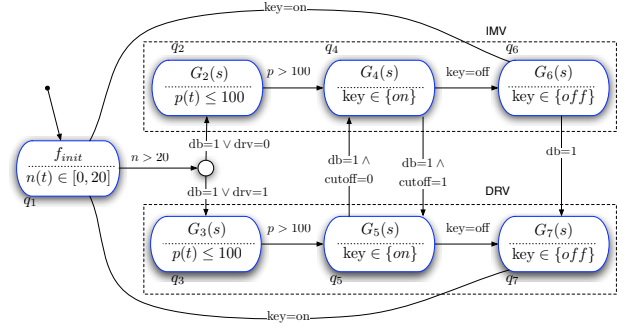 key=on
IMV
q2
q4
q6
G2(s)
p(t) ≤ 100
p > 100
G4(s)
key ∈ {on}
key=off
G6(s)
key ∈ {off}
db=1 ∨ drv=0
finit
n(t) ∈ [0, 20]
q1
n > 20
db=1 ∧
cutoff=0
db=1 ∧
cutoff=1
db=1
db=1 ∨ drv=1
DRV
G3(s)
p(t) ≤ 100
p > 100
G5(s)
key ∈ {on}
key=off
G7(s)
key ∈ {off}
q3
q5
q7
key=on